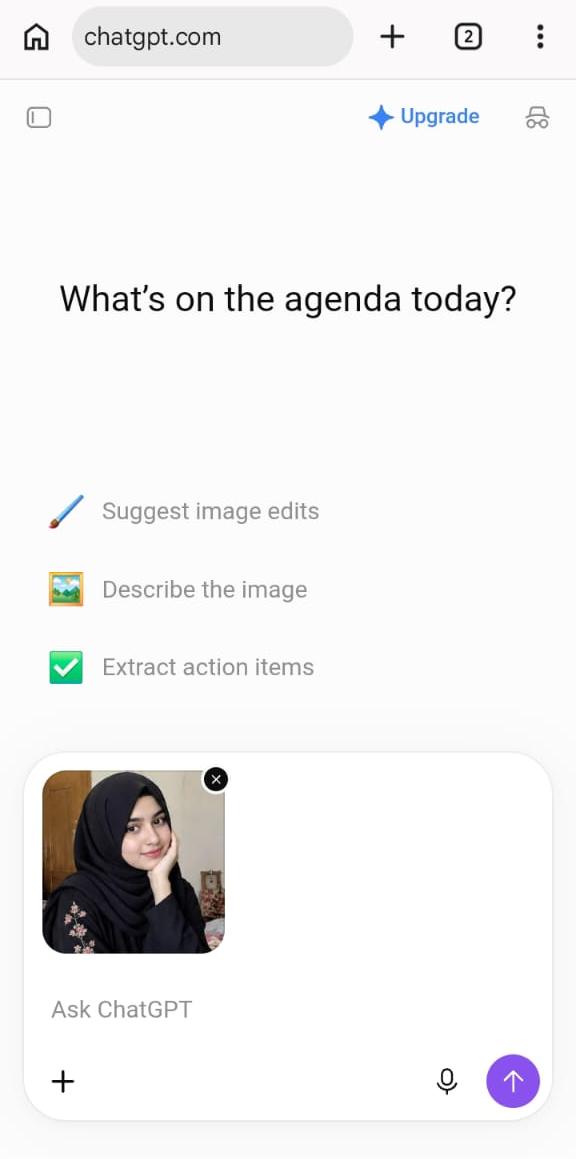 chatgpt.com
2
Upgrade
What’s on the agenda today?
Suggest image edits
Describe the image
Extract action items
Ask ChatGPT